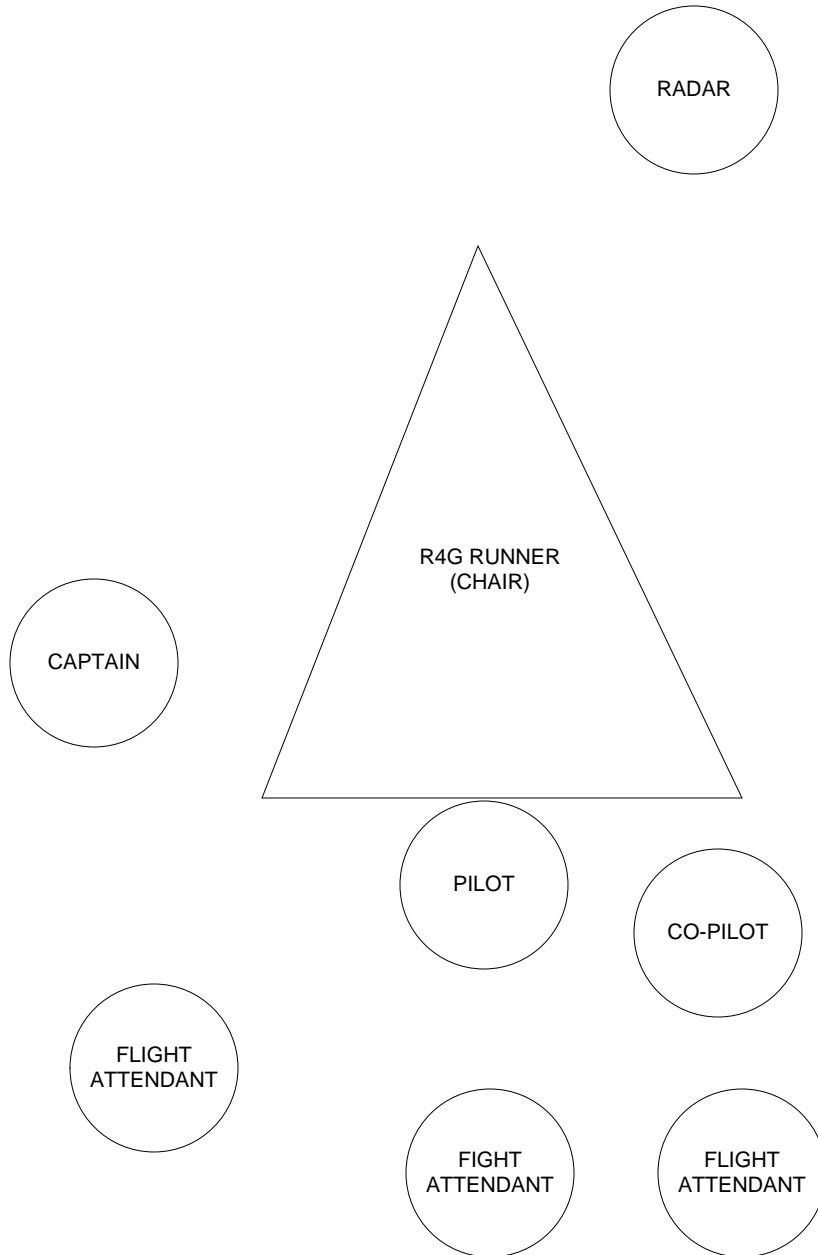 RADAR
R4G RUNNER
(CHAIR)
CAPTAIN
PILOT
CO-PILOT
FLIGHT
ATTENDANT
FIGHT
ATTENDANT
FLIGHT
ATTENDANT